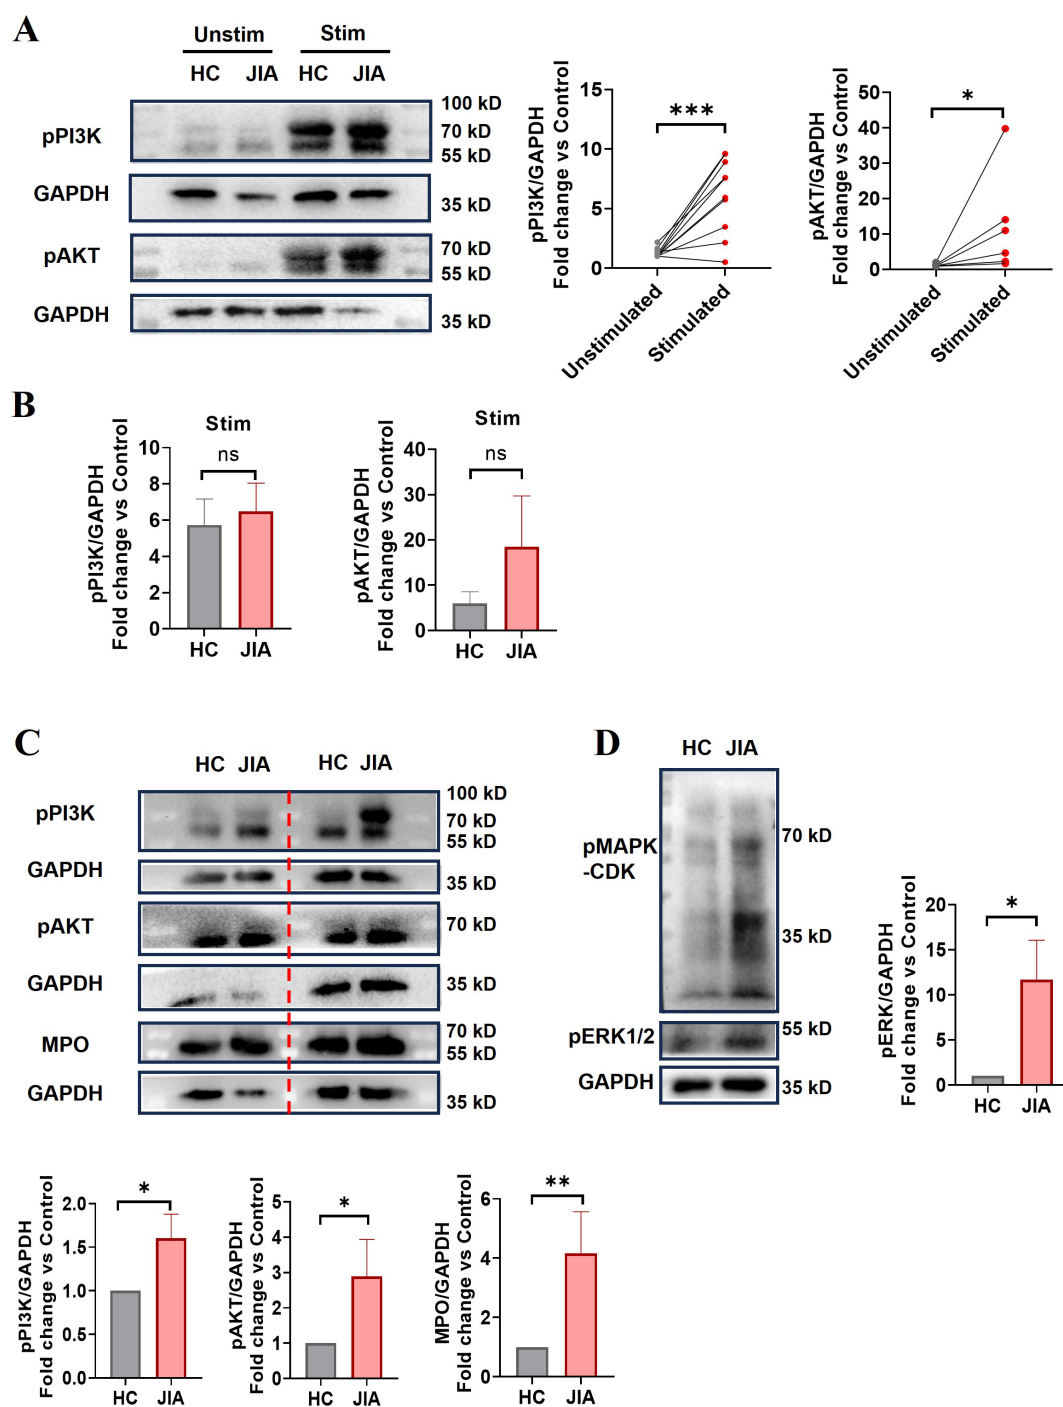 A
Unstim Stim
HC JIA HC JIA
pPI3K
100 kD
70 kD
55 kD
GAPDH
35 kD
pAKT
70 kD
55 kD
GAPDH
35 kD
pPI3K/GAPDH
Fold change vs Control
15
10
5
0
***
Unstimulated
Stimulated
pAKT/GAPDH
Fold change vs Control
50
40
30
20
10
0
*
Unstimulated
Stimulated
B
Stim
pPI3K/GAPDH
Fold change vs Control
10
8
6
4
2
0
ns
HC JIA
Stim
pAKT/GAPDH
Fold change vs Control
40
30
20
10
0
ns
HC JIA
C
HC JIA HC JIA
pPI3K
100 kD
70 kD
55 kD
GAPDH
35 kD
pAKT
70 kD
GAPDH
35 kD
MPO
70 kD
55 kD
GAPDH
35 kD
pPI3K/GAPDH
Fold change vs Control
2.0
1.5
1.0
0.5
0.0
*
HC JIA
pAKT/GAPDH
Fold change vs Control
5
4
3
2
1
0
*
HC JIA
MPO/GAPDH
Fold change vs Control
6
4
2
0
**
HC JIA
D
HC JIA
pMAPK
-CDK
70 kD
35 kD
pERK1/2
55 kD
GAPDH
35 kD
pERK/GAPDH
Fold change vs Control
20
15
10
5
0
*
HC JIA